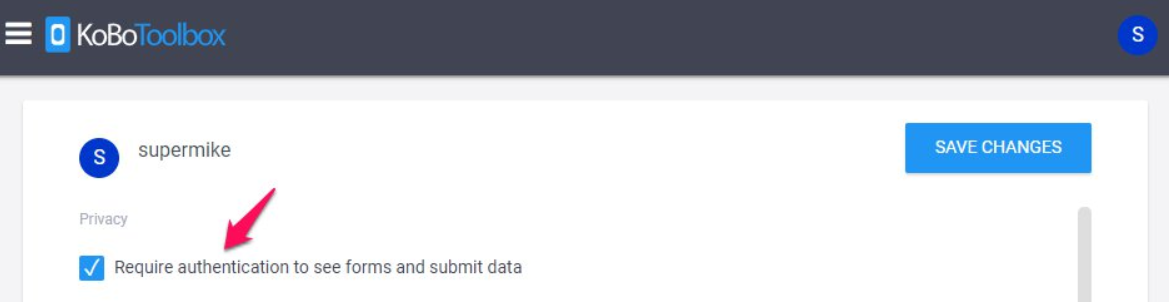 KoBoToolbox
S
S
supermike
SAVE CHANGES
Privacy
Require authentication to see forms and submit data